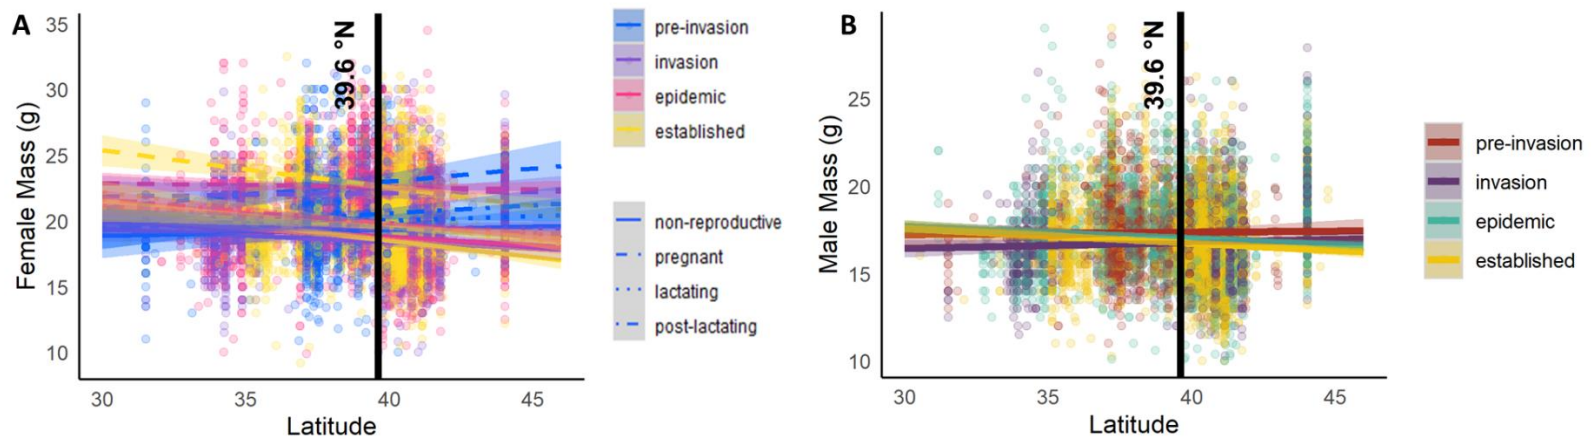 A
Female Mass (g)
35
30
25
20
15
10
39.6 °N
30 35 40 45
Latitude
pre-invasion
invasion
epidemic
established
non-reproductive
pregnant
lactating
post-lactating
B
Male Mass (g)
25
20
15
10
39.6 °N
30 35 40 45
Latitude
pre-invasion
invasion
epidemic
established